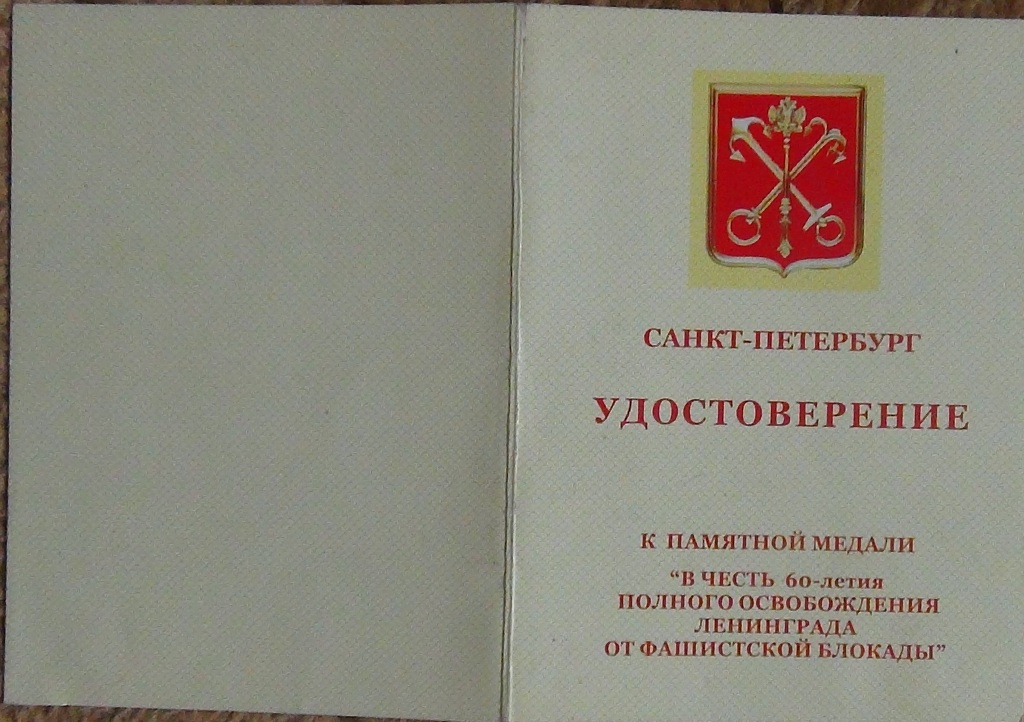 САНКТ-ПЕТЕРБУРГ
УДОСТОВЕРЕНИЕ
К ПАМЯТНОЙ МЕДАЛИ
“В ЧЕСТЬ 60-летия
ПОЛНОГО ОСВОБОЖДЕНИЯ
ЛЕНИНГРАДА
ОТ ФАШИСТСКОЙ БЛОКАДЫ”